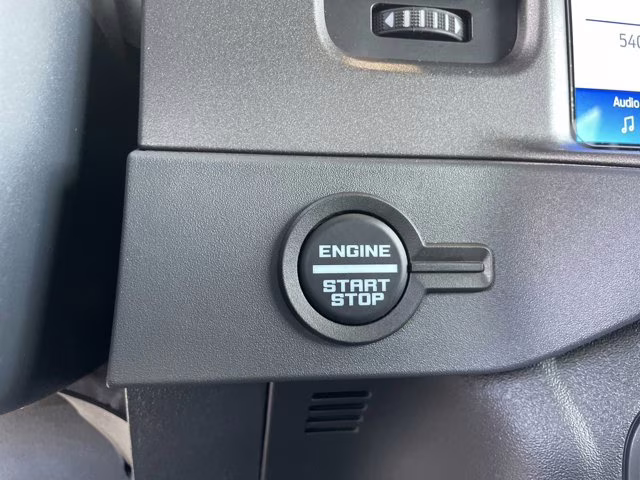 540
Audio
ENGINE
START
STOP